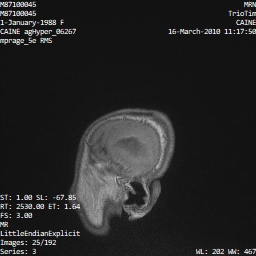 M87100045
M87100045
1-January-1988 F
CAINE agHyper_06267
mprage_5e RMS
MRN
TrioTim
CAINE
16-March-2010 11:17:50
ST: 1.00 SL: -67.85
RT: 2530.00 ET: 1.64
FS: 3.00
MR
LittleEndianExplicit
Images: 25/192
Series: 3
WL: 202 WW: 467